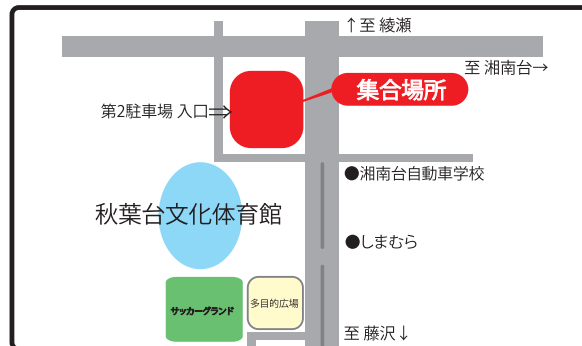 ↑至 綾瀬
至 湘南台→
集合場所
第2駐車場 入口⇒
●湘南台自動車学校
秋葉台文化体育館
●しまむら
多目的広場
サッカーグランド
至 藤沢↓